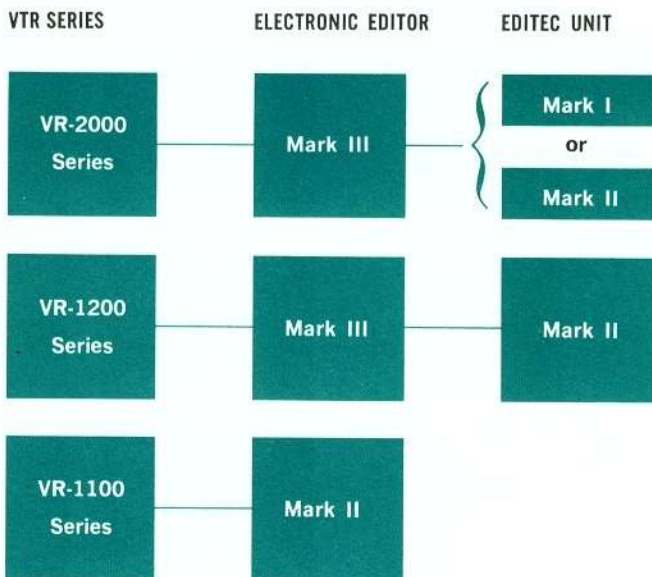 VTR SERIES
ELECTRONIC EDITOR
EDITEC UNIT
VR-2000
Series
Mark III
Mark I
or
Mark II
VR-1200
Series
Mark III
Mark II
VR-1100
Series
Mark II